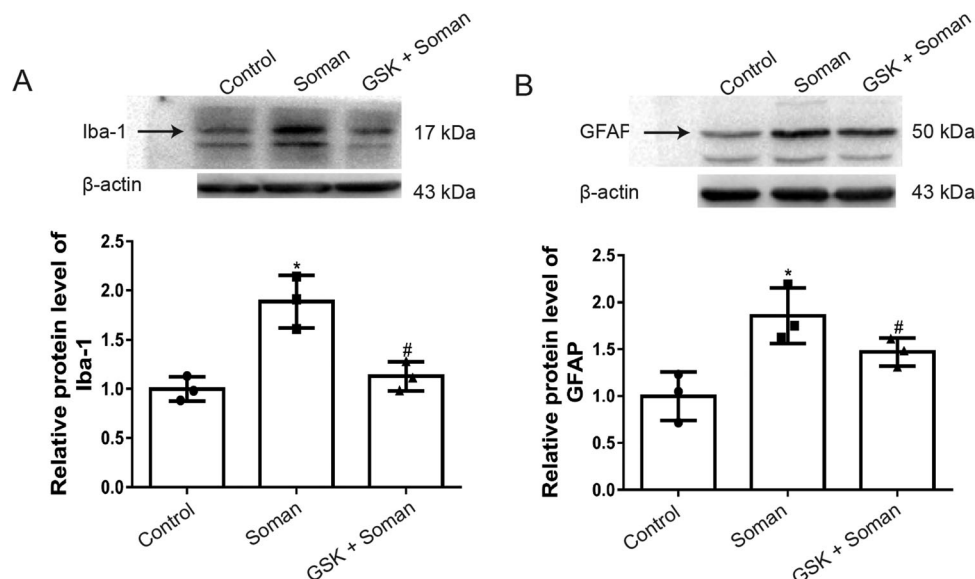 A
Control
Soman
GSK + Soman
Iba-1
17 kDa
β-actin
43 kDa
Relative protein level of
Iba-1
2.5
2.0
1.5
1.0
0.5
0.0
*
#
Control
Soman
GSK + Soman
B
Control
Soman
GSK + Soman
GFAP
50 kDa
β-actin
43 kDa
Relative protein level of
GFAP
2.5
2.0
1.5
1.0
0.5
0.0
*
#
Control
Soman
GSK + Soman